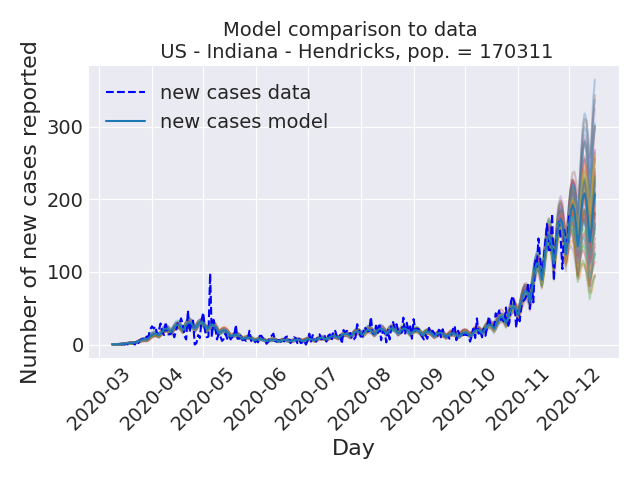 Model comparison to data
US - Indiana - Hendricks, pop. = 170311
Number of new cases reported
new cases data
new cases model
300
200
100
0
2020-03
2020-04
2020-05
2020-06
2020-07
2020-08
2020-09
2020-10
2020-11
2020-12
Day